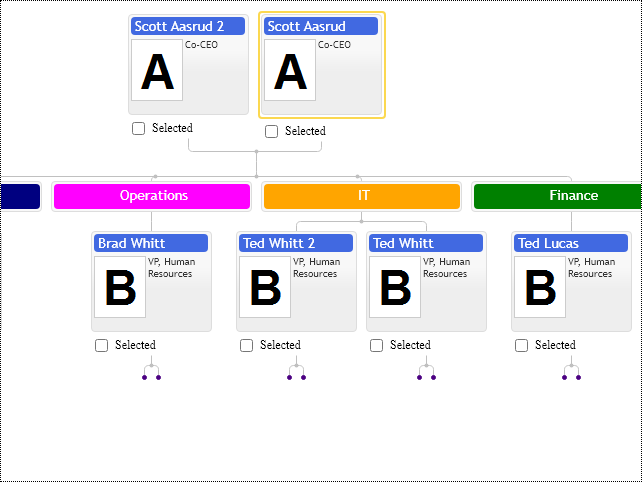 Scott Aasrud 2
A
Co-CEO
Selected
Scott Aasrud
A
Co-CEO
Selected
Operations
IT
Finance
Brad Whitt
B
VP, Human
Resources
Selected
Ted Whitt 2
B
VP, Human
Resources
Selected
Ted Whitt
B
VP, Human
Resources
Selected
Ted Lucas
B
VP, Human
Resources
Selected